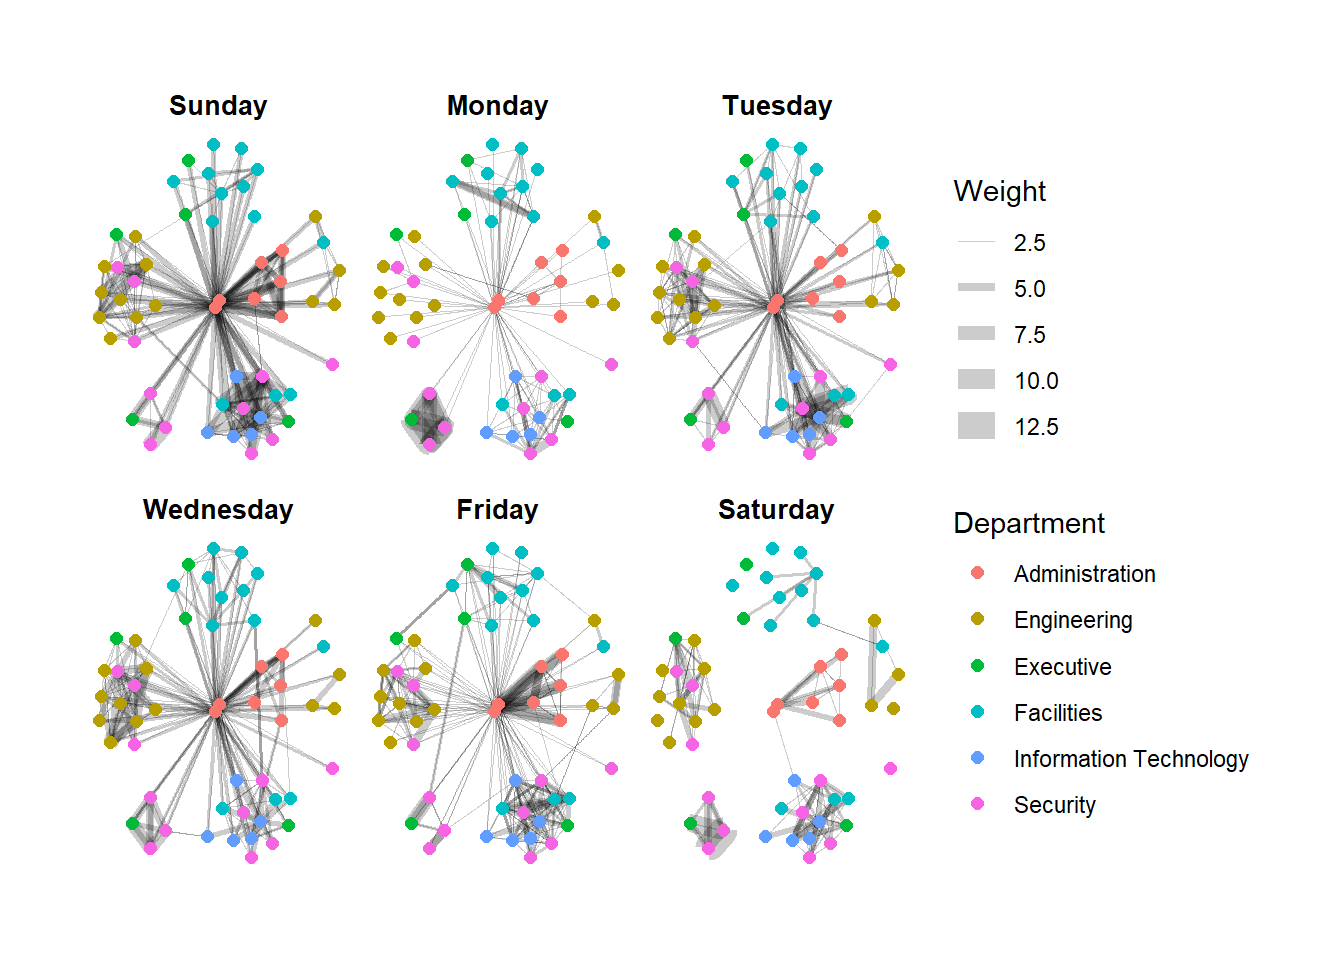 Sunday
Monday
Tuesday
Weight
2.5
5.0
7.5
10.0
12.5
Wednesday
Friday
Saturday
Department
Administration
Engineering
Executive
Facilities
Information Technology
Security